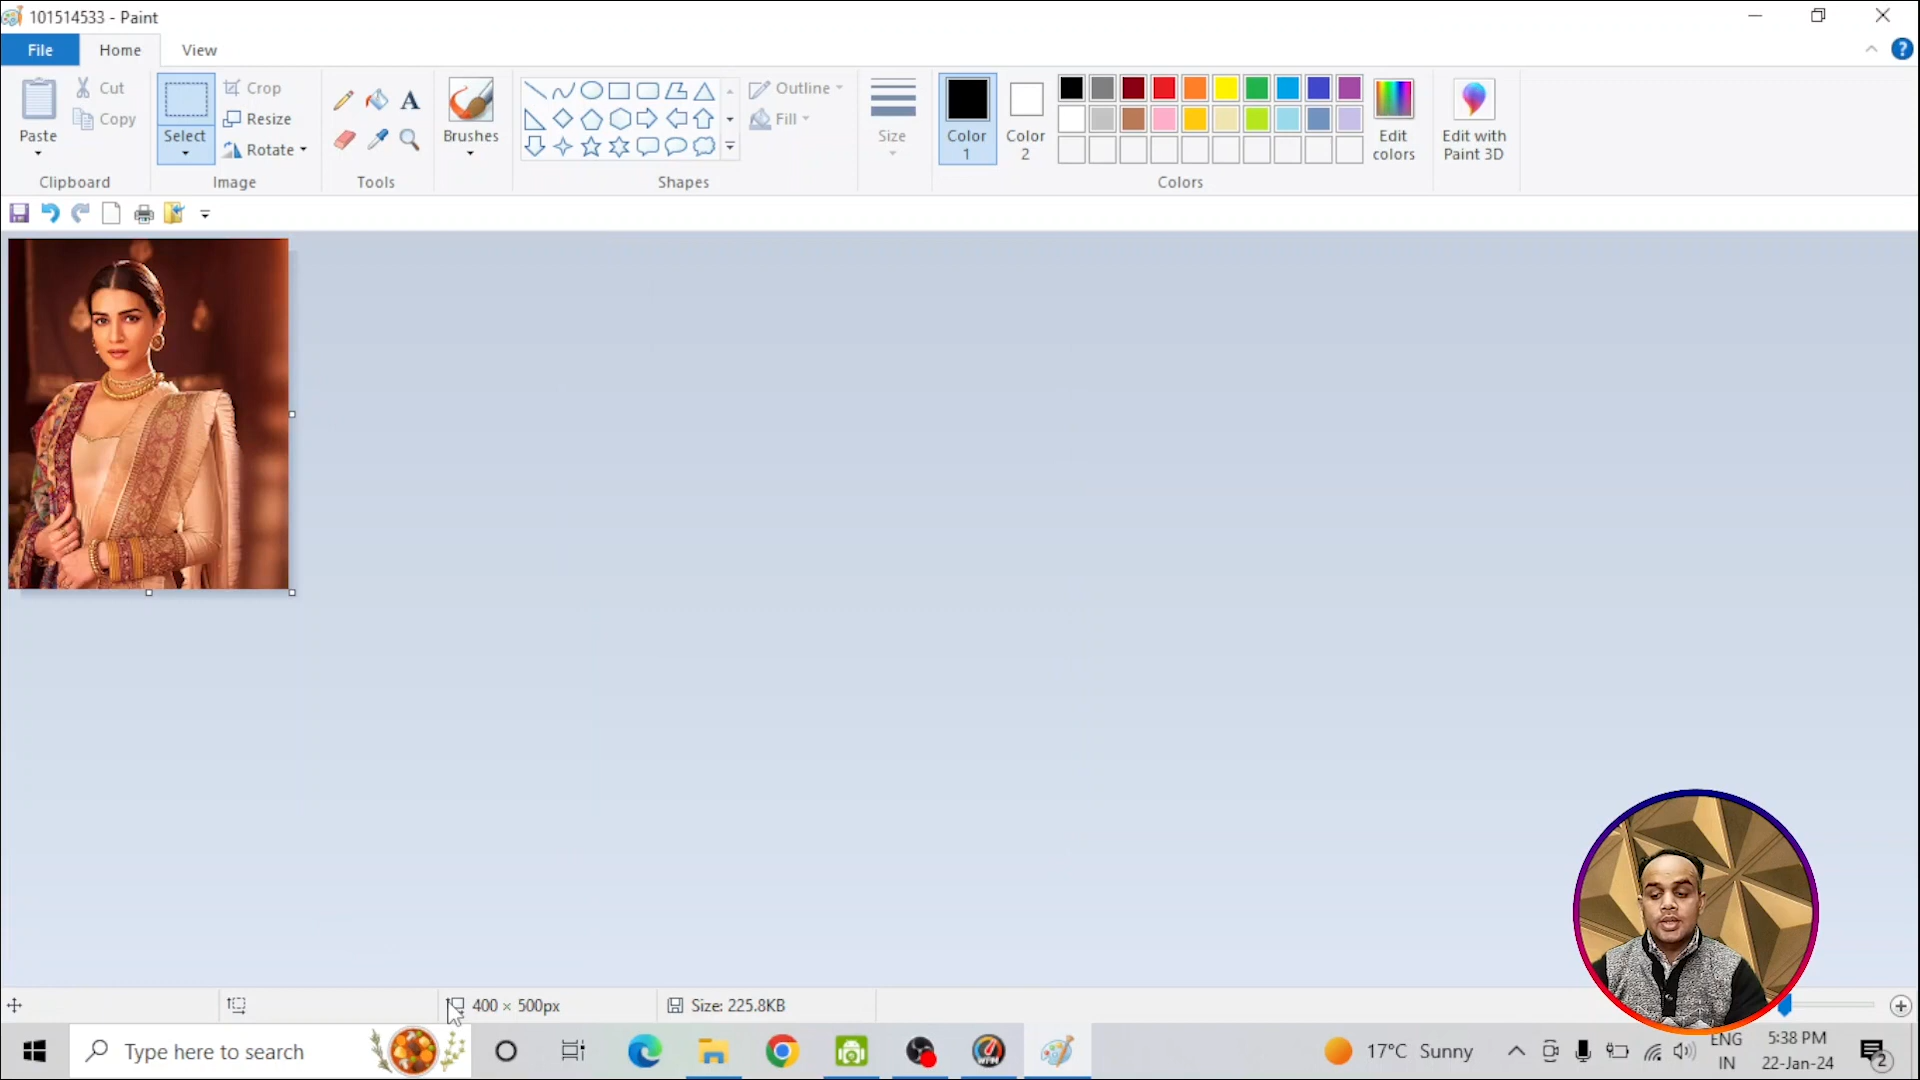 101514533 - Paint
File Home View
Paste
Cut
Copy
Clipboard
Select
Crop
Resize
Rotate
Image
A
Tools
Brushes
Shapes
Outline
Fill
Size
Color
1
Color
2
Edit
colors
Colors
Edit with
Paint 3D
?
400 × 500px
Size: 225.8KB
Type here to search
17°C Sunny
ENG
IN
5:38 PM
22-Jan-24
2